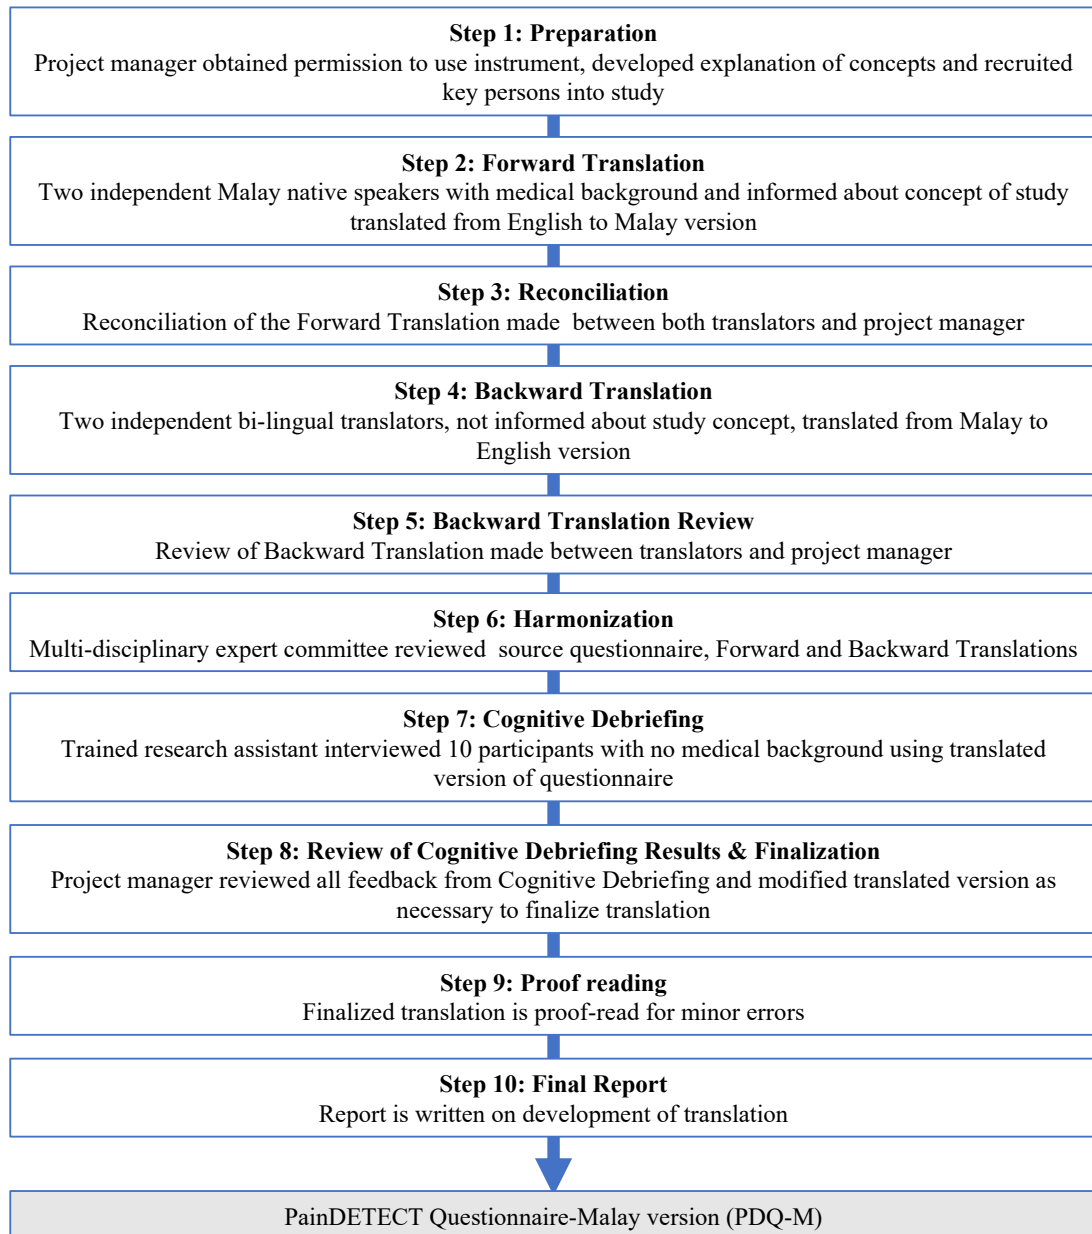 Step 1: Preparation
Project manager obtained permission to use instrument, developed explanation of concepts and recruited
key persons into study
Step 2: Forward Translation
Two independent Malay native speakers with medical background and informed about concept of study
translated from English to Malay version
Step 3: Reconciliation
Reconciliation of the Forward Translation made  between both translators and project manager
Step 4: Backward Translation
Two independent bi-lingual translators, not informed about study concept, translated from Malay to
English version
Step 5: Backward Translation Review
Review of Backward Translation made between translators and project manager
Step 6: Harmonization
Multi-disciplinary expert committee reviewed  source questionnaire, Forward and Backward Translations
Step 7: Cognitive Debriefing
Trained research assistant interviewed 10 participants with no medical background using translated
version of questionnaire
Step 8: Review of Cognitive Debriefing Results & Finalization
Project manager reviewed all feedback from Cognitive Debriefing and modified translated version as
necessary to finalize translation
Step 9: Proof reading
Finalized translation is proof-read for minor errors
Step 10: Final Report
Report is written on development of translation
PainDETECT Questionnaire-Malay version (PDQ-M)